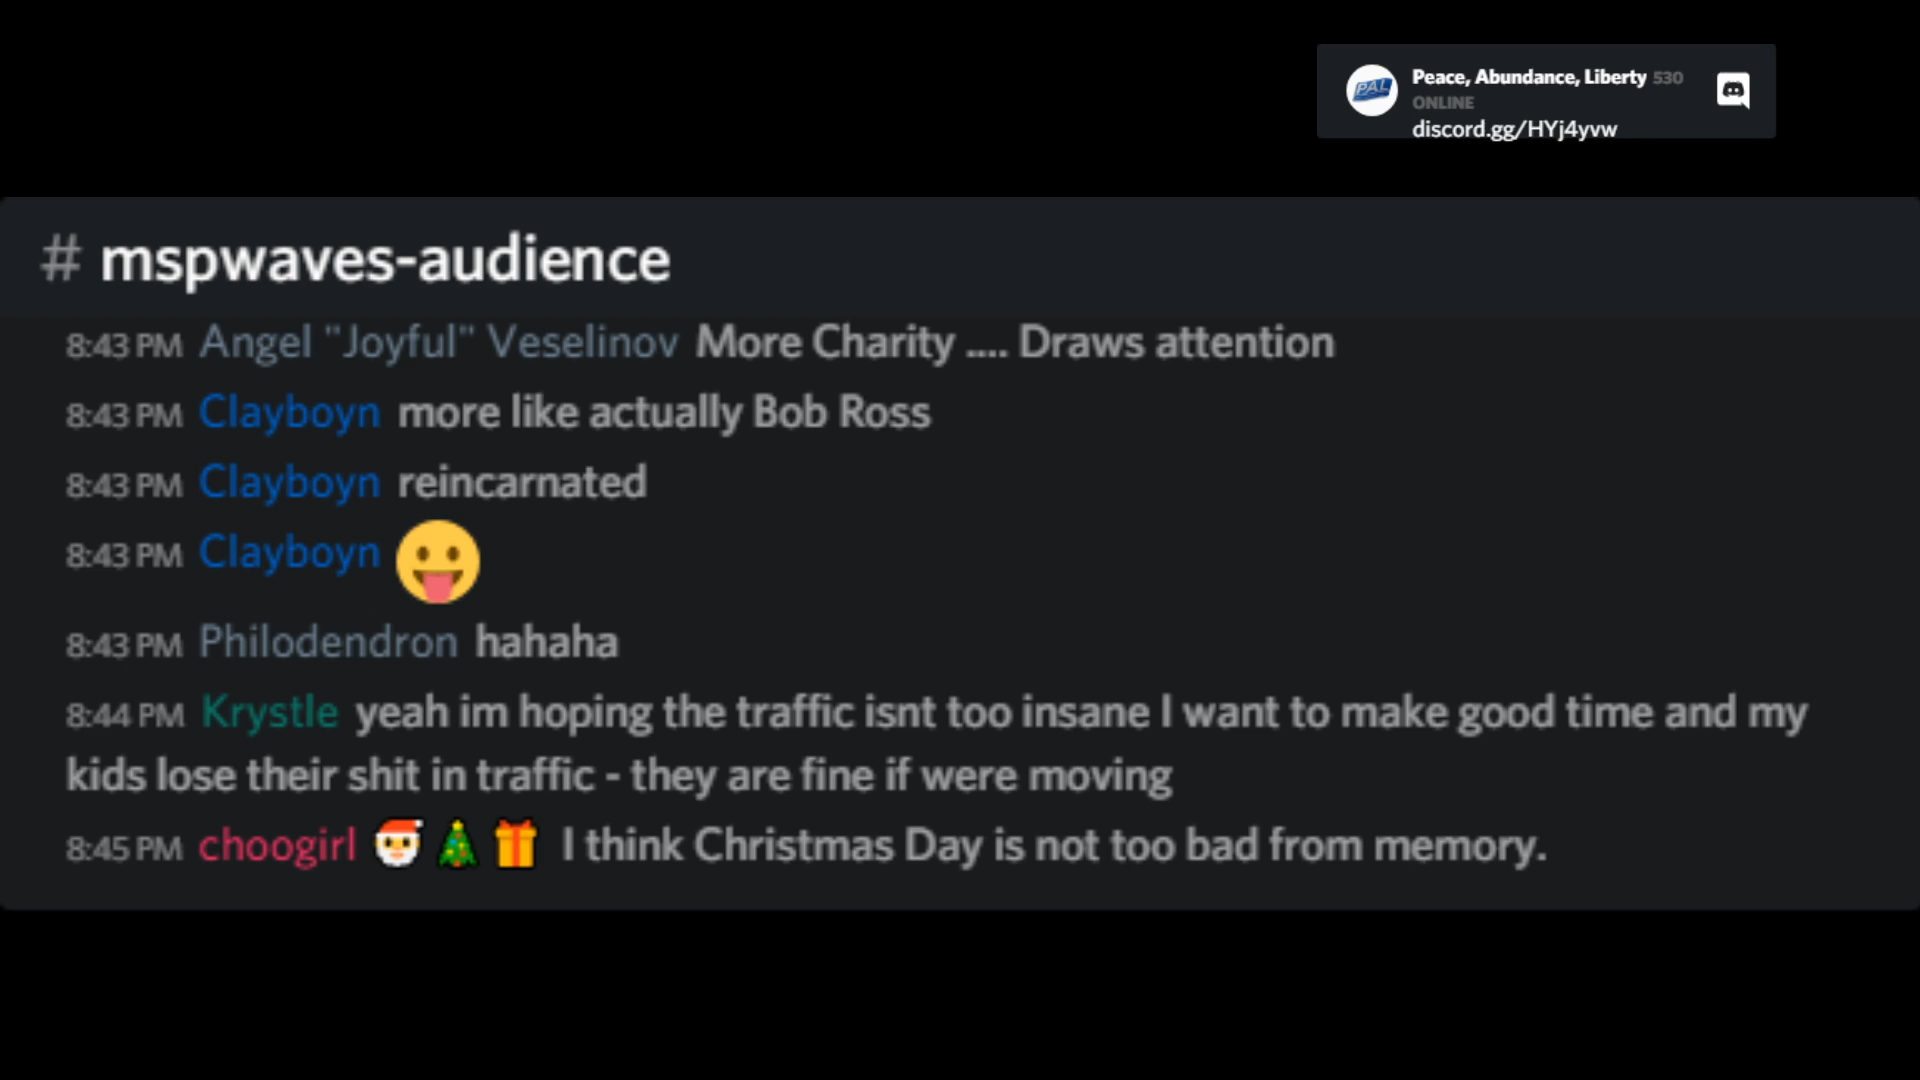 Peace, Abundance, Liberty 530
ONLINE
discord.gg/HYj4yvw
PAL
# mspwaves-audience
8:43 PM Angel "Joyful" Veselinov More Charity .... Draws attention
8:43 PM Clayboyn more like actually Bob Ross
8:43 PM Clayboyn reincarnated
8:43 PM Clayboyn 😛
8:43 PM Philodendron hahaha
8:44 PM Krystle yeah im hoping the traffic isnt too insane I want to make good time and my
kids lose their shit in traffic - they are fine if were moving
8:45 PM choogirl 🎅🎄🎁 I think Christmas Day is not too bad from memory.